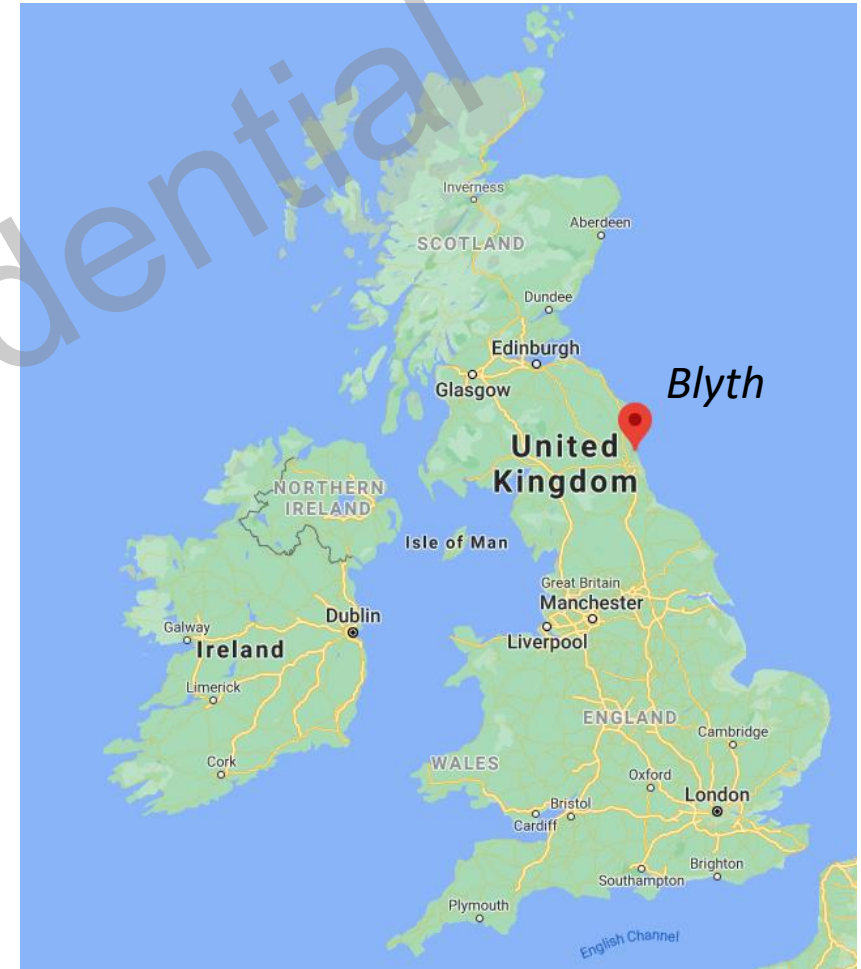 dential
Inverness
SCOTLAND
Aberdeen
Dundee
Edinburgh
Glasgow
Blyth
United
Kingdom
NORTHERN
IRELAND
Isle of Man
Great Britain
Manchester
Liverpool
Dublin
Galway
Ireland
Limerick
Cork
ENGLAND
WALES
Cambridge
Oxford
London
Bristol
Cardiff
Brighton
Southampton
Plymouth
English Channel